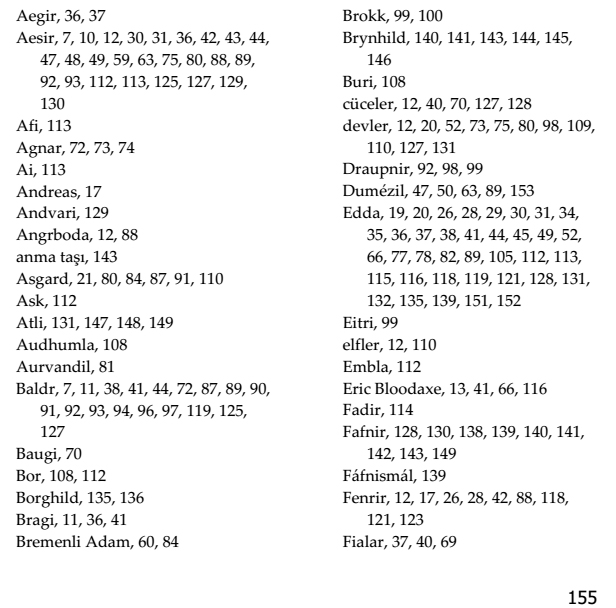 Aegir, 36, 37
Aesir, 7, 10, 12, 30, 31, 36, 42, 43, 44,
47, 48, 49, 59, 63, 75, 80, 88, 89,
92, 93, 112, 113, 125, 127, 129,
130
Afi, 113
Agnar, 72, 73, 74
Ai, 113
Andreas, 17
Andvari, 129
Angrboda, 12, 88
anma taşı, 143
Asgard, 21, 80, 84, 87, 91, 110
Ask, 112
Atli, 131, 147, 148, 149
Audhumla, 108
Aurvandil, 81
Baldr, 7, 11, 38, 41, 44, 72, 87, 89, 90,
91, 92, 93, 94, 96, 97, 119, 125,
127
Baugi, 70
Bor, 108, 112
Borghild, 135, 136
Bragi, 11, 36, 41
Bremenli Adam, 60, 84
Brokk, 99, 100
Brynhild, 140, 141, 143, 144, 145,
146
Buri, 108
cüceler, 12, 40, 70, 127, 128
devler, 12, 20, 52, 73, 75, 80, 98, 109,
110, 127, 131
Draupnir, 92, 98, 99
Dumézil, 47, 50, 63, 89, 153
Edda, 19, 20, 26, 28, 29, 30, 31, 34,
35, 36, 37, 38, 41, 44, 45, 49, 52,
66, 77, 78, 82, 89, 105, 112, 113,
115, 116, 118, 119, 121, 128, 131,
132, 135, 139, 151, 152
Eitri, 99
elfler, 12, 110
Embla, 112
Eric Bloodaxe, 13, 41, 66, 116
Fadir, 114
Fafnir, 128, 130, 138, 139, 140, 141,
142, 143, 149
Fáfnismál, 139
Fenrir, 12, 17, 26, 28, 42, 88, 118,
121, 123
Fialar, 37, 40, 69
155